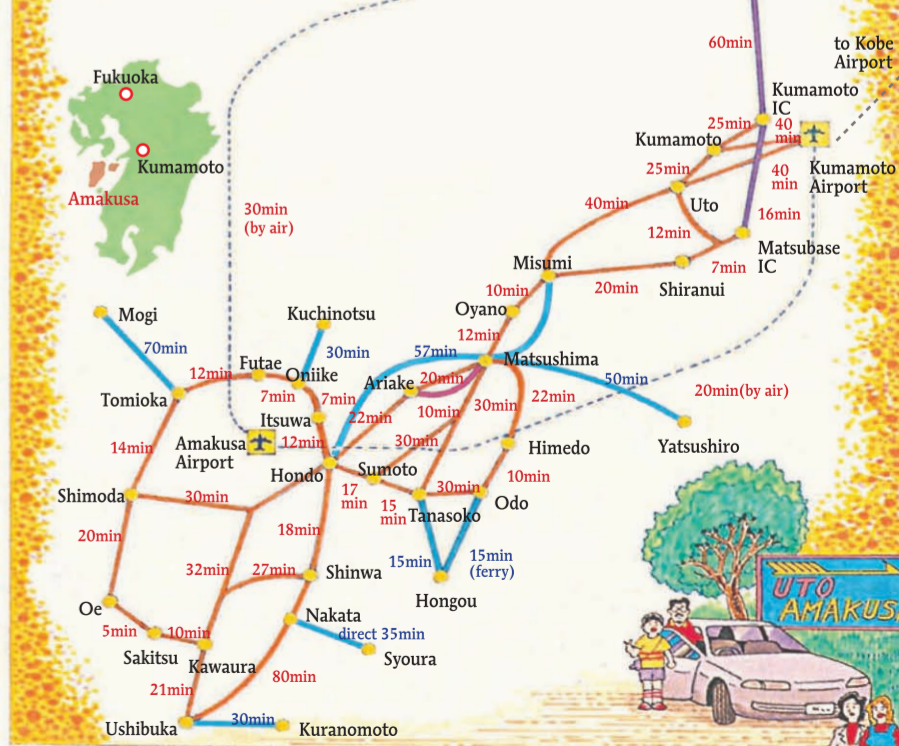 60min
to Kobe
Airport
Kumamoto
IC
25min
40
min
Kumamoto
Kumamoto
Airport
25min
40
min
Fukuoka
Kumamoto
Amakusa
30min
(by air)
40min
Uto
16min
12min
Matsubase
IC
7min
Misumi
20min
Shiranui
10min
Oyano
12min
Mogi
70min
Kuchinotsu
30min
57min
Matsushima
50min
20min(by air)
Yatsushiro
12min
Futae
Oniike
7min
7min
Ariake
20min
22min
10min
30min
22min
Tomioka
Itsuwa
12min
Amakusa
Airport
30min
Himedo
14min
Hondo
Sumoto
10min
Shimoda
30min
17
min
15
min
30min
Tanasoko
Odo
20min
18min
15min
15min
(ferry)
Hongou
32min
27min
Shinwa
Oe
5min
10min
Sakitsu
Kawaura
Nakata
direct 35min
Syoura
21min
80min
Ushibuka
30min
Kuranomoto
UTO
AMAKUSA